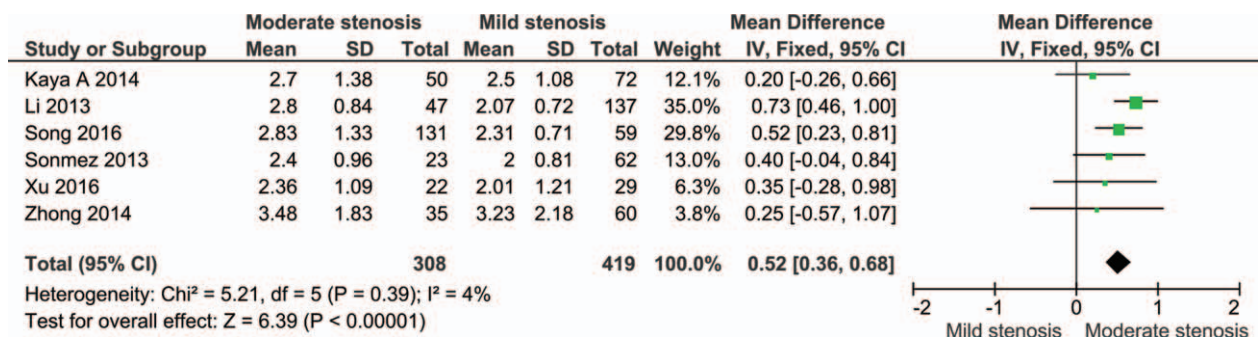 Moderate stenosis Mild stenosis Mean Difference Mean Difference
Study or Subgroup Mean SD Total Mean SD Total Weight IV, Fixed, 95% CI IV, Fixed, 95% CI
Kaya A 2014 2.7 1.38 50 2.5 1.08 72 12.1% 0.20 [-0.26, 0.66]
Li 2013 2.8 0.84 47 2.07 0.72 137 35.0% 0.73 [0.46, 1.00]
Song 2016 2.83 1.33 131 2.31 0.71 59 29.8% 0.52 [0.23, 0.81]
Sonmez 2013 2.4 0.96 23 2 0.81 62 13.0% 0.40 [-0.04, 0.84]
Xu 2016 2.36 1.09 22 2.01 1.21 29 6.3% 0.35 [-0.28, 0.98]
Zhong 2014 3.48 1.83 35 3.23 2.18 60 3.8% 0.25 [-0.57, 1.07]
Total (95% CI) 308 419 100.0% 0.52 [0.36, 0.68]
Heterogeneity: Chi² = 5.21, df = 5 (P = 0.39); I² = 4%
Test for overall effect: Z = 6.39 (P < 0.00001)
-2 -1 0 1 2
Mild stenosis Moderate stenosis